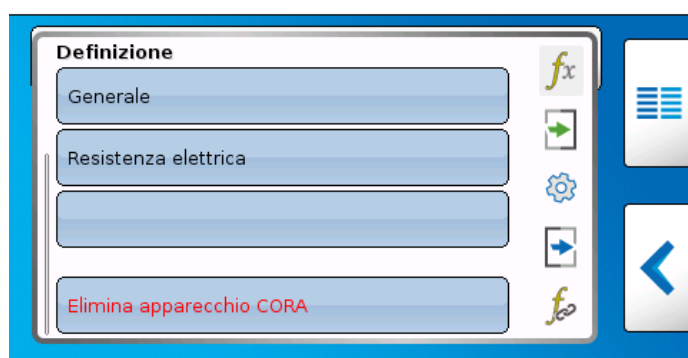 Definizione
Generale
Resistenza elettrica
Elimina apparecchio CORA